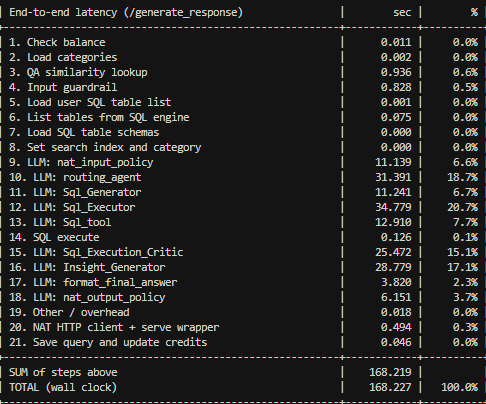 | End-to-end latency (/generate_response) | sec | % |
| 1. Check balance | 0.011 | 0.0% |
| 2. Load categories | 0.002 | 0.0% |
| 3. QA similarity lookup | 0.936 | 0.6% |
| 4. Input guardrail | 0.828 | 0.5% |
| 5. Load user SQL table list | 0.001 | 0.0% |
| 6. List tables from SQL engine | 0.075 | 0.0% |
| 7. Load SQL table schemas | 0.000 | 0.0% |
| 8. Set search index and category | 0.000 | 0.0% |
| 9. LLM: nat_input_policy | 11.139 | 6.6% |
| 10. LLM: routing_agent | 31.391 | 18.7% |
| 11. LLM: Sql_Generator | 11.241 | 6.7% |
| 12. LLM: Sql_Executor | 34.779 | 20.7% |
| 13. LLM: Sql_tool | 12.910 | 7.7% |
| 14. SQL execute | 0.126 | 0.1% |
| 15. LLM: Sql_Execution_Critic | 25.472 | 15.1% |
| 16. LLM: Insight_Generator | 28.779 | 17.1% |
| 17. LLM: format_final_answer | 3.820 | 2.3% |
| 18. LLM: nat_output_policy | 6.151 | 3.7% |
| 19. Other / overhead | 0.018 | 0.0% |
| 20. NAT HTTP client + serve wrapper | 0.494 | 0.3% |
| 21. Save query and update credits | 0.046 | 0.0% |
| SUM of steps above | 168.219 | |
| TOTAL (wall clock) | 168.227 | 100.0% |